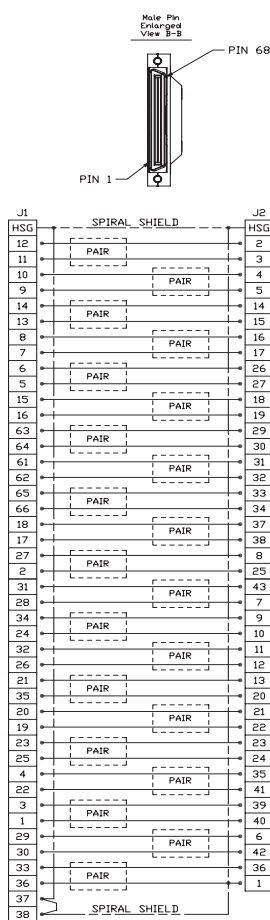 Male Pin
Enlarged
View B-B
PIN 68
PIN 1
J1 J2
HSG SPIRAL SHIELD HSG
12 2
PAIR
11 3
10 4
PAIR
9 5
14 14
PAIR
13 15
8 16
PAIR
7 17
6 26
PAIR
5 27
15 18
PAIR
16 19
63 29
PAIR
64 30
61 31
PAIR
62 32
65 33
PAIR
66 34
18 37
PAIR
17 38
27 8
PAIR
2 25
31 43
PAIR
28 7
34 9
PAIR
24 10
32 11
PAIR
26 12
21 13
PAIR
35 20
20 21
PAIR
19 22
23 23
PAIR
25 24
4 35
PAIR
22 41
3 39
PAIR
1 40
29 6
PAIR
30 42
33 36
PAIR
36 1
37
38 SPIRAL SHIELD